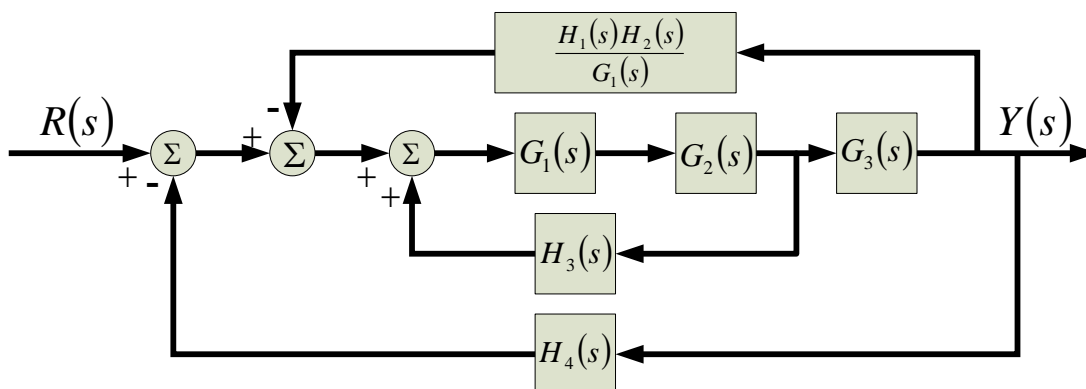 H₁(s)H₂(s)
G₁(s)
-
R(s)
Y(s)
+
Σ
Σ
Σ
G₁(s)
G₂(s)
G₃(s)
+
-
+
+
H₃(s)
H₄(s)